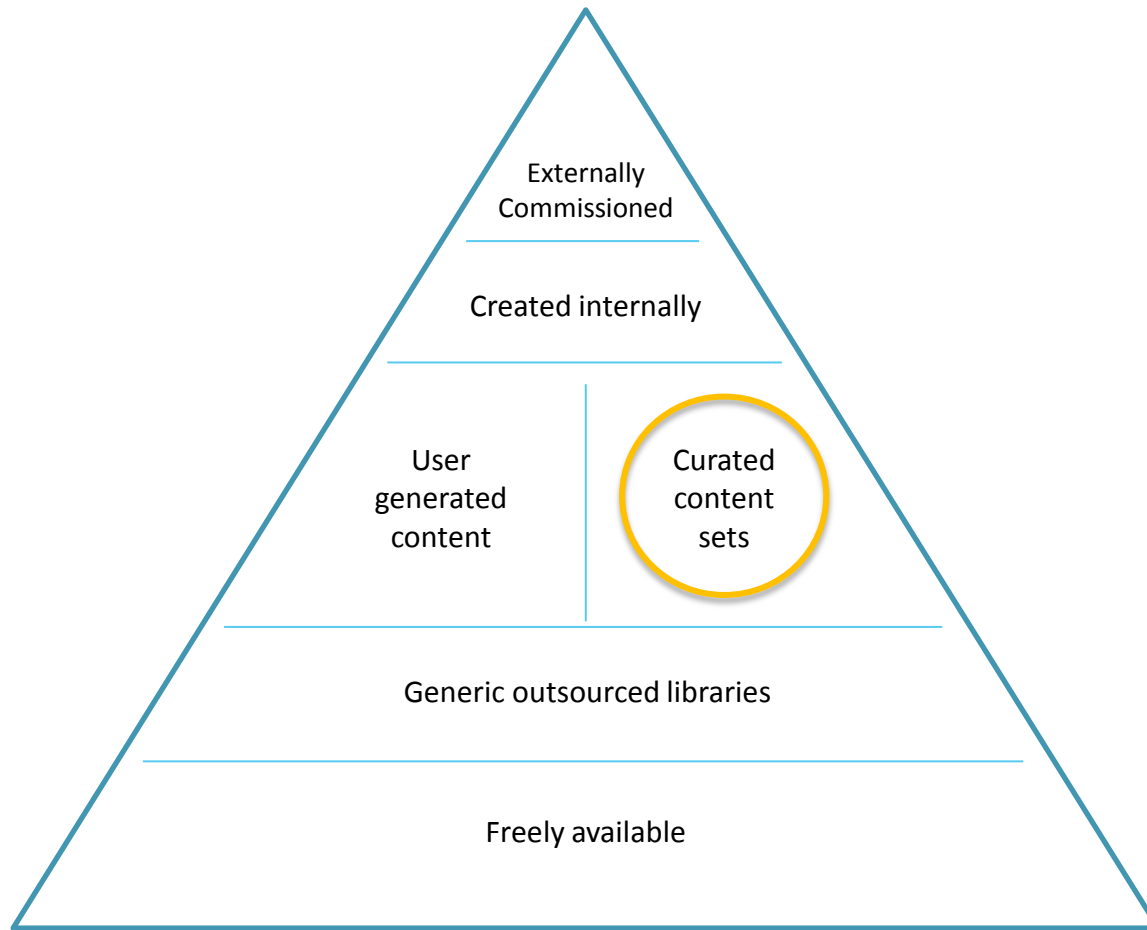 Externally
Commissioned
Created internally
User
generated
content
Curated
content
sets
Generic outsourced libraries
Freely available